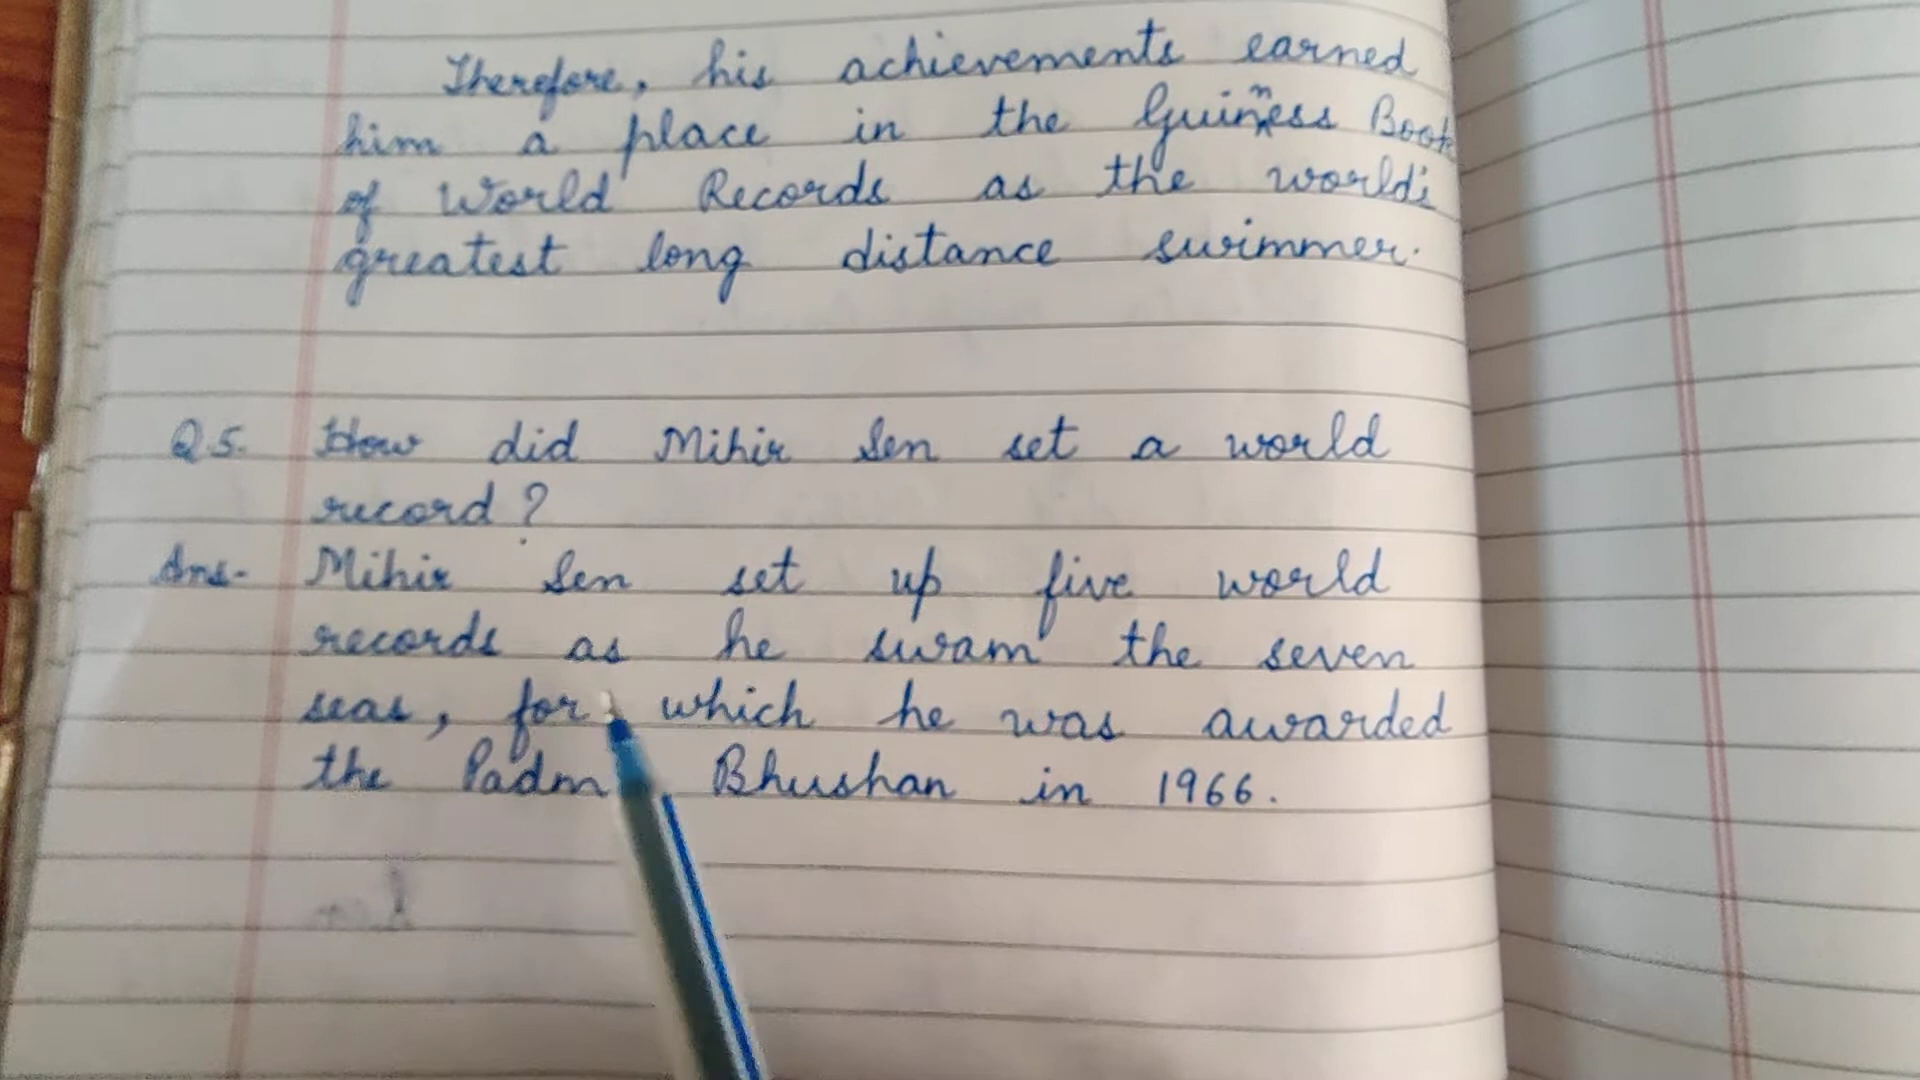 Therefore, his achievements earned
him a place in the Guinness Book
of World Records as the world's
greatest long distance swimmer.
Q5. How did Mihir Sen set a world
record?
Ans- Mihir Sen set up five world
records as he swam the seven
seas, for which he was awarded
the Padm Bhushan in 1966.